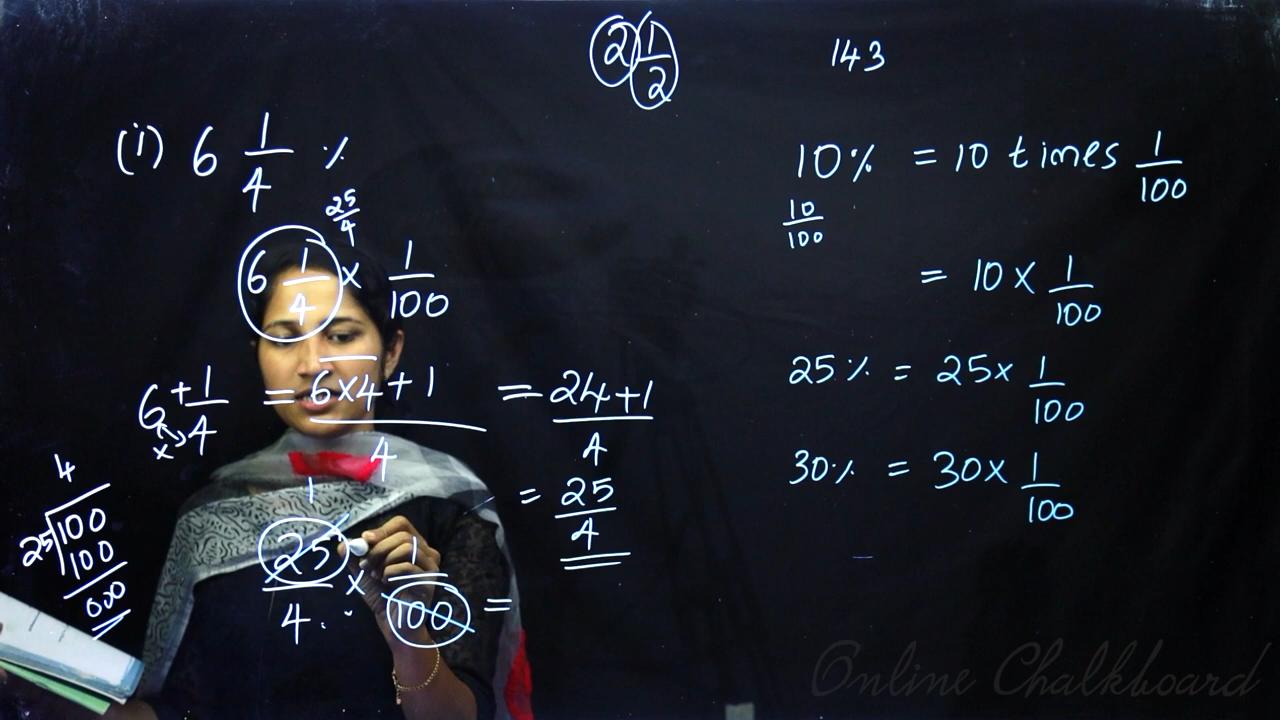 2 1/2
143
(i) 6 1/4 %
25/4
6 1/4 × 1/100
6 + 1/4 = (6×4+1)/4 = (24+1)/4
×
= 25/4
4
25 100
100
000
1
25/4 × 1/100 =
10% = 10 times 1/100
10/100
= 10 × 1/100
25% = 25 × 1/100
30% = 30 × 1/100
Online Chalkboard